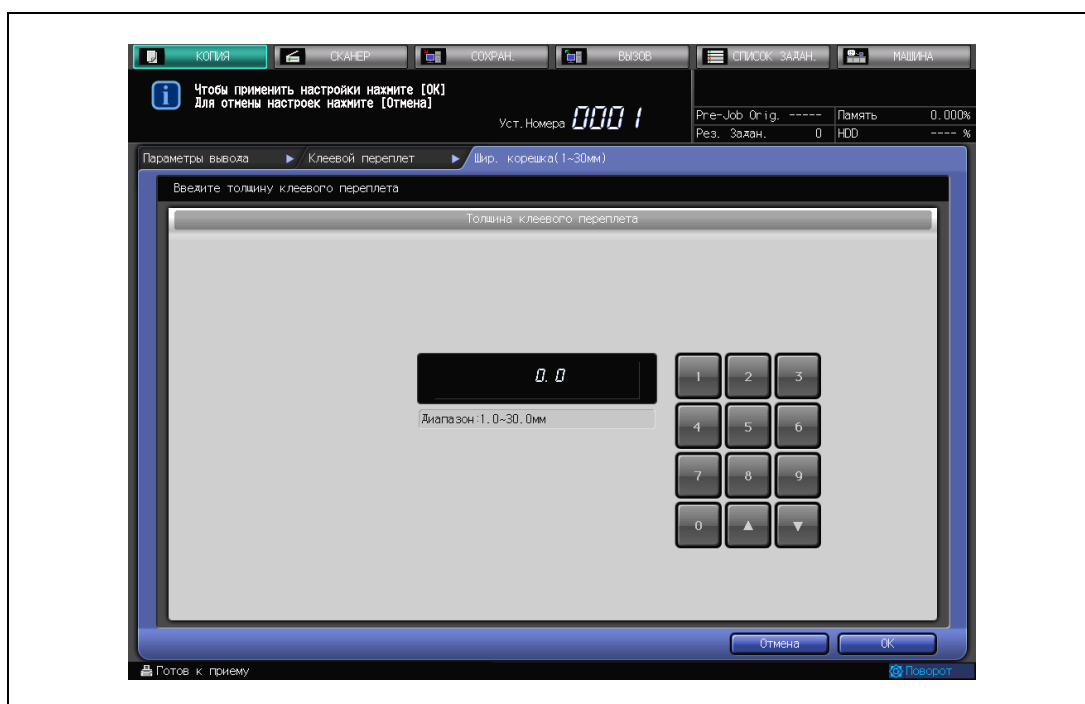 КОПИЯ СКАНЕР СОХРАН. ВЫЗОВ СПИСОК ЗАДАН. МАШИНА
Чтобы применить настройки нажмите [OK]
Для отмены настроек нажмите [Отмена]
Уст.Номера 0001
Pre-Job Orig. ----- Память 0.000%
Рез. Задан. 0 HDD ---- %
Параметры вывода ▶ Клеевой переплет ▶ Шир. корешка(1~30мм)
Введите толщину клеевого переплета
Толщина клеевого переплета
0.0
Диапазон:1.0~30.0мм
1 2 3
4 5 6
7 8 9
0 ▲ ▼
Отмена OK
Готов к приему Поворот